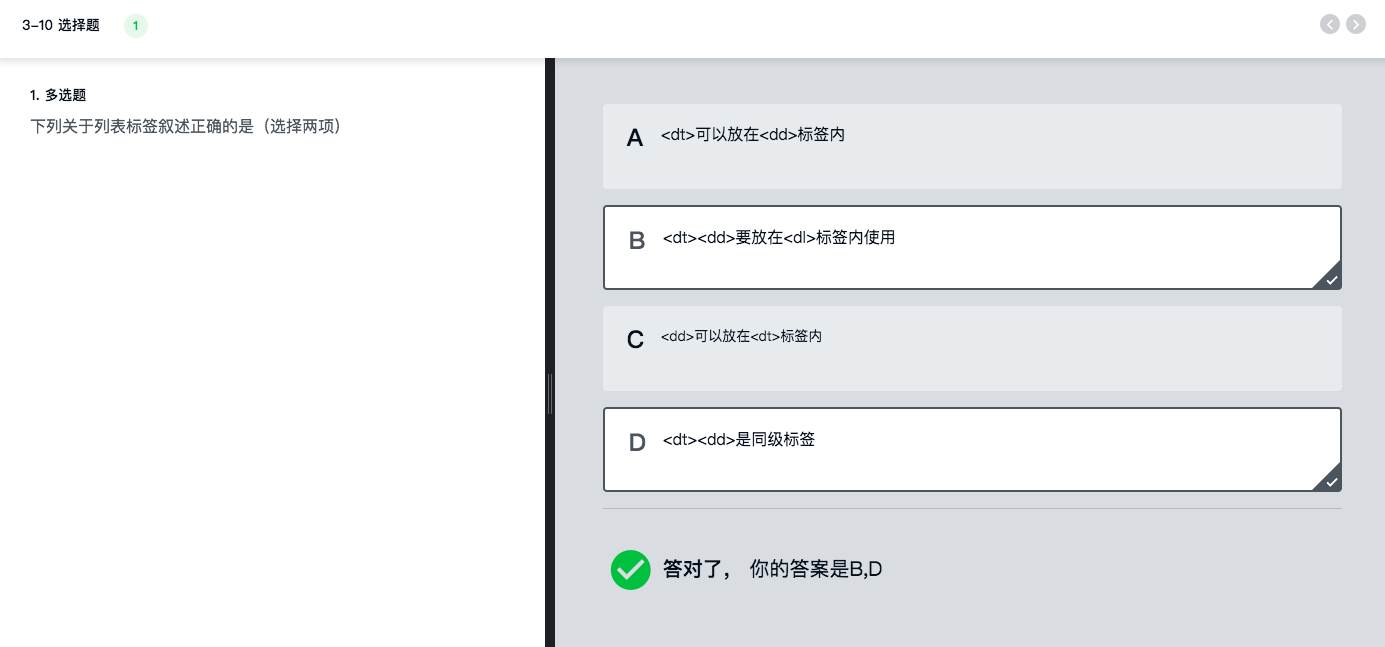 3-10 选择题 1
1. 多选题
下列关于列表标签叙述正确的是（选择两项）
A <dt>可以放在<dd>标签内
B <dt><dd>要放在<dl>标签内使用
C <dd>可以放在<dt>标签内
D <dt><dd>是同级标签
答对了， 你的答案是B,D